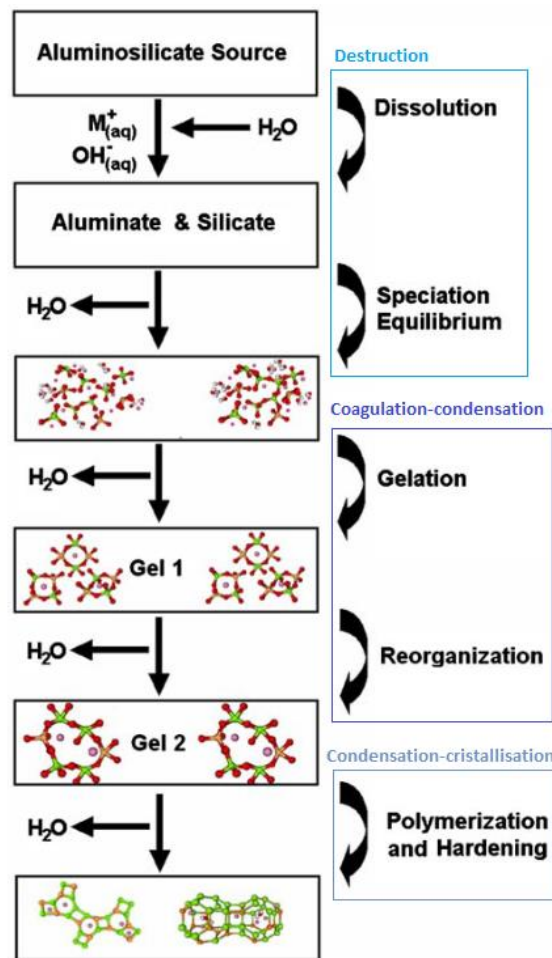 Aluminosilicate Source
Destruction
Dissolution
M⁺(aq)
OH⁻(aq)
H₂O
Aluminate & Silicate
H₂O
Speciation
Equilibrium
Coagulation-condensation
H₂O
Gelation
Gel 1
H₂O
Reorganization
Gel 2
Condensation-cristallisation
H₂O
Polymerization
and Hardening